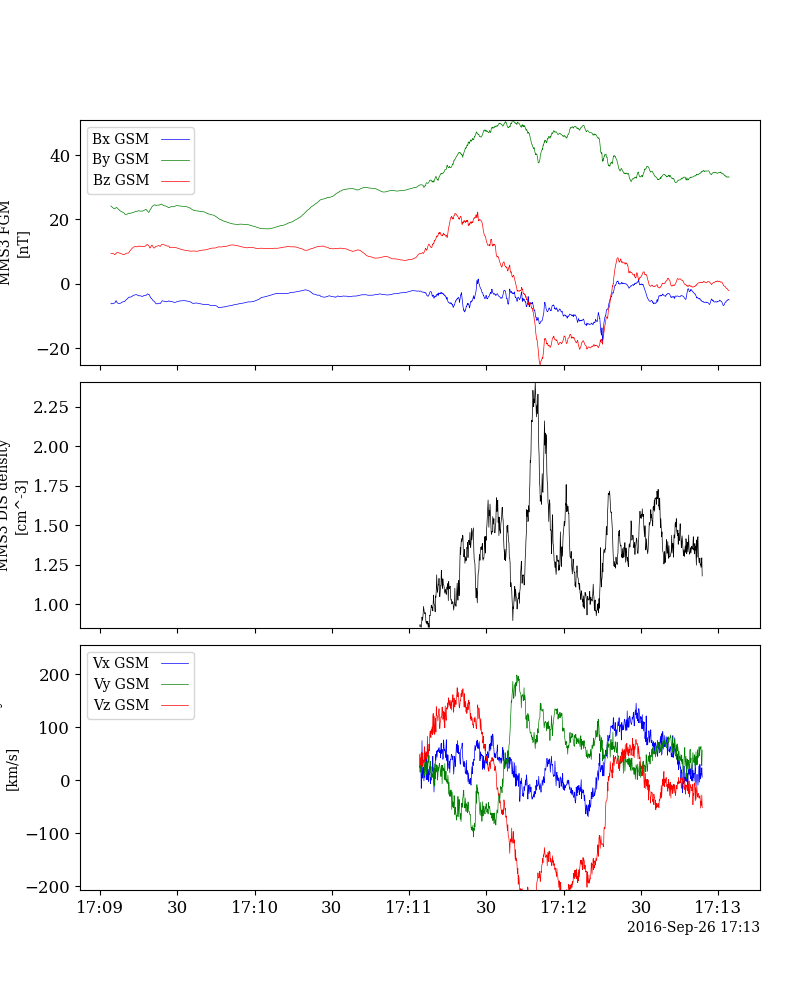 Bx GSM
By GSM
Bz GSM
MMS3 FGM
[nT]
40
20
0
−20
MMS3 DIS density
[cm^-3]
2.25
2.00
1.75
1.50
1.25
1.00
Vx GSM
Vy GSM
Vz GSM
[km/s]
200
100
0
−100
−200
17:09 30 17:10 30 17:11 30 17:12 30 17:13
2016-Sep-26 17:13